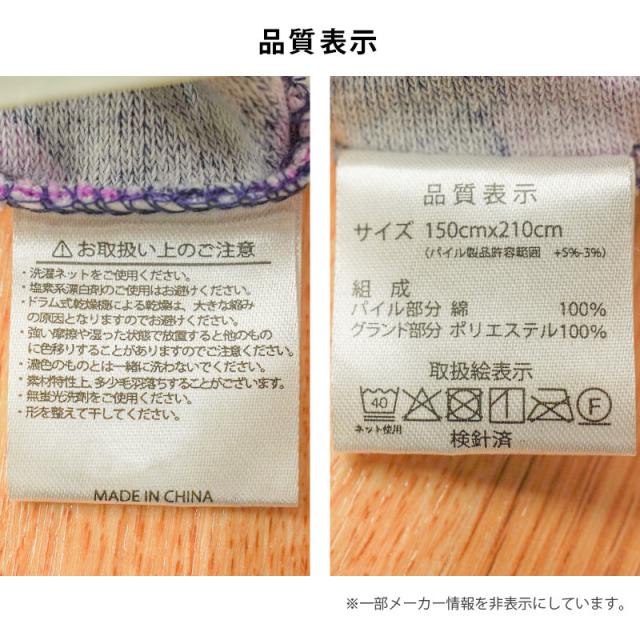 品質表示
⚠お取扱い上のご注意
・洗濯ネットをご使用ください。
・塩素系漂白剤のご使用はお避けください。
・ドラム式乾燥機による乾燥は、大きな縮み
の原因となりますのでお避けください。
・強い摩擦や湿った状態で放置すると他のもの
に色移りすることがありますのでご注意ください。
・濃色のものとは一緒に洗わないでください。
・素材特性上、多少毛羽落ちすることがございます。
・無蛍光洗剤をご使用ください。
・形を整えて干してください。
MADE IN CHINA
品質表示
サイズ 150cmx210cm
(パイル製品許容範囲 +5%-3%)
組成
パイル部分 綿 100%
グランド部分 ポリエステル100%
取扱絵表示
40
F
ネット使用
検針済
※一部メーカー情報を非表示にしています。